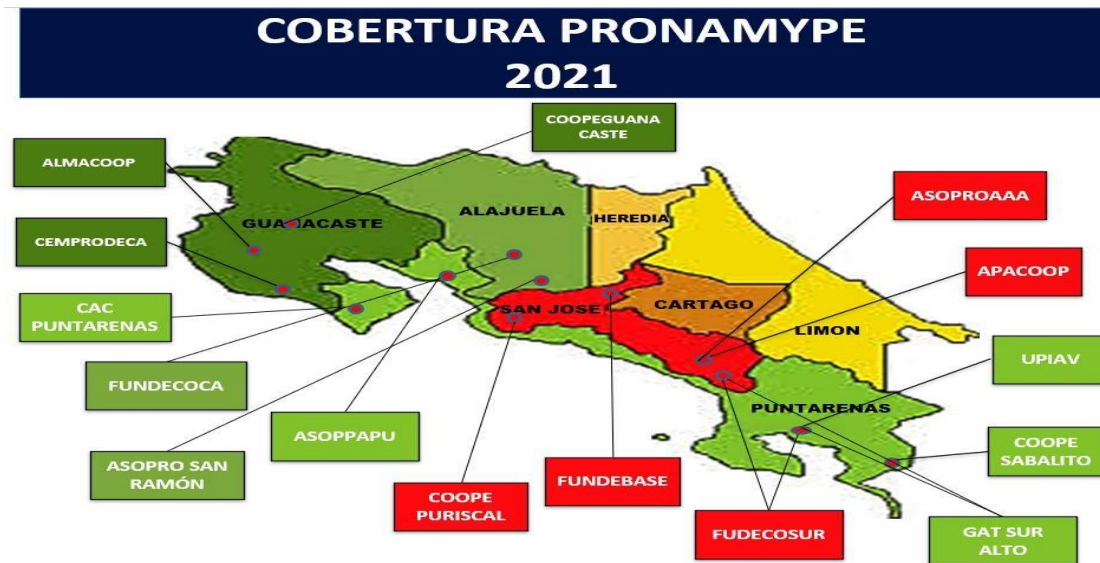 COBERTURA PRONAMYPE
2021
COOPEGUANA
CASTE
ALMACOOP
ASOPROAAA
ALAJUELA
HEREDIA
GUANACASTE
CEMPRODECA
APACOOP
CAC
PUNTARENAS
SAN JOSE
CARTAGO
LIMON
UPIAV
FUNDECOCA
PUNTARENAS
ASOPPAPU
COOPE
SABALITO
ASOPRO SAN
RAMÓN
FUNDEBASE
COOPE
PURISCAL
FUDECOSUR
GAT SUR
ALTO